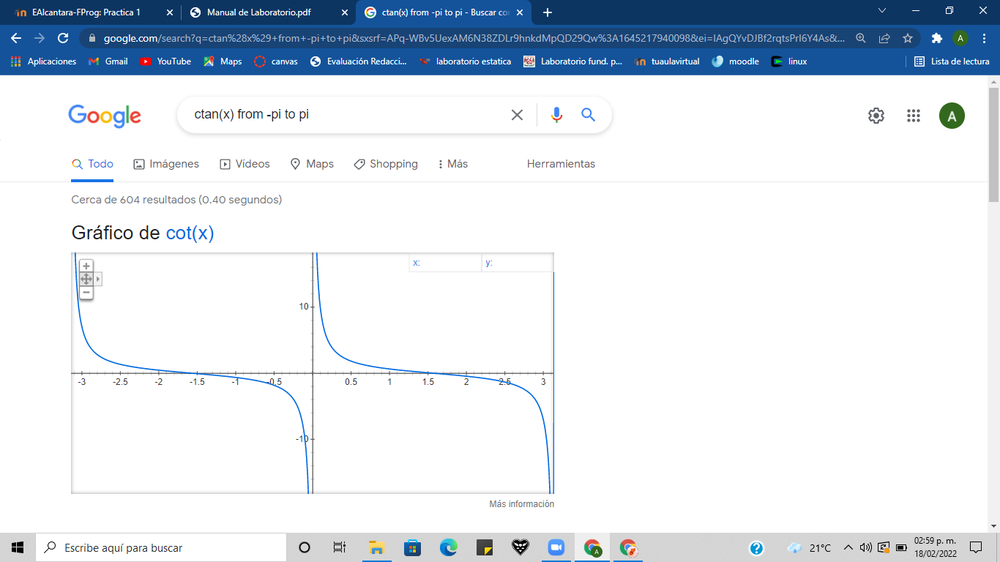 EAlcantara-FProg: Practica 1
Manual de Laboratorio.pdf
ctan(x) from -pi to pi - Buscar co
google.com/search?q=ctan%28x%29+from+-pi+to+pi&sxsrf=APq-WBv5UexAM6N38ZDLr9hnkdMpQD29Qw%3A1645217940098&ei=IAgQYvDJBf2rqtsPrI6Y4As&...
A
Aplicaciones
Gmail
YouTube
Maps
canvas
Evaluación Redacci...
laboratorio estatica
Laboratorio fund. p...
tuaulavirtual
moodle
linux
Lista de lectura
Google
ctan(x) from -pi to pi
A
Todo
Imágenes
Vídeos
Maps
Shopping
Más
Herramientas
Cerca de 604 resultados (0.40 segundos)
Gráfico de cot(x)
x:
y:
10
-3 -2.5 -2 -1.5 -1 -0.5 0.5 1 1.5 2 2.5 3
-10
Más información
Escribe aquí para buscar
21°C
02:59 p. m.
18/02/2022